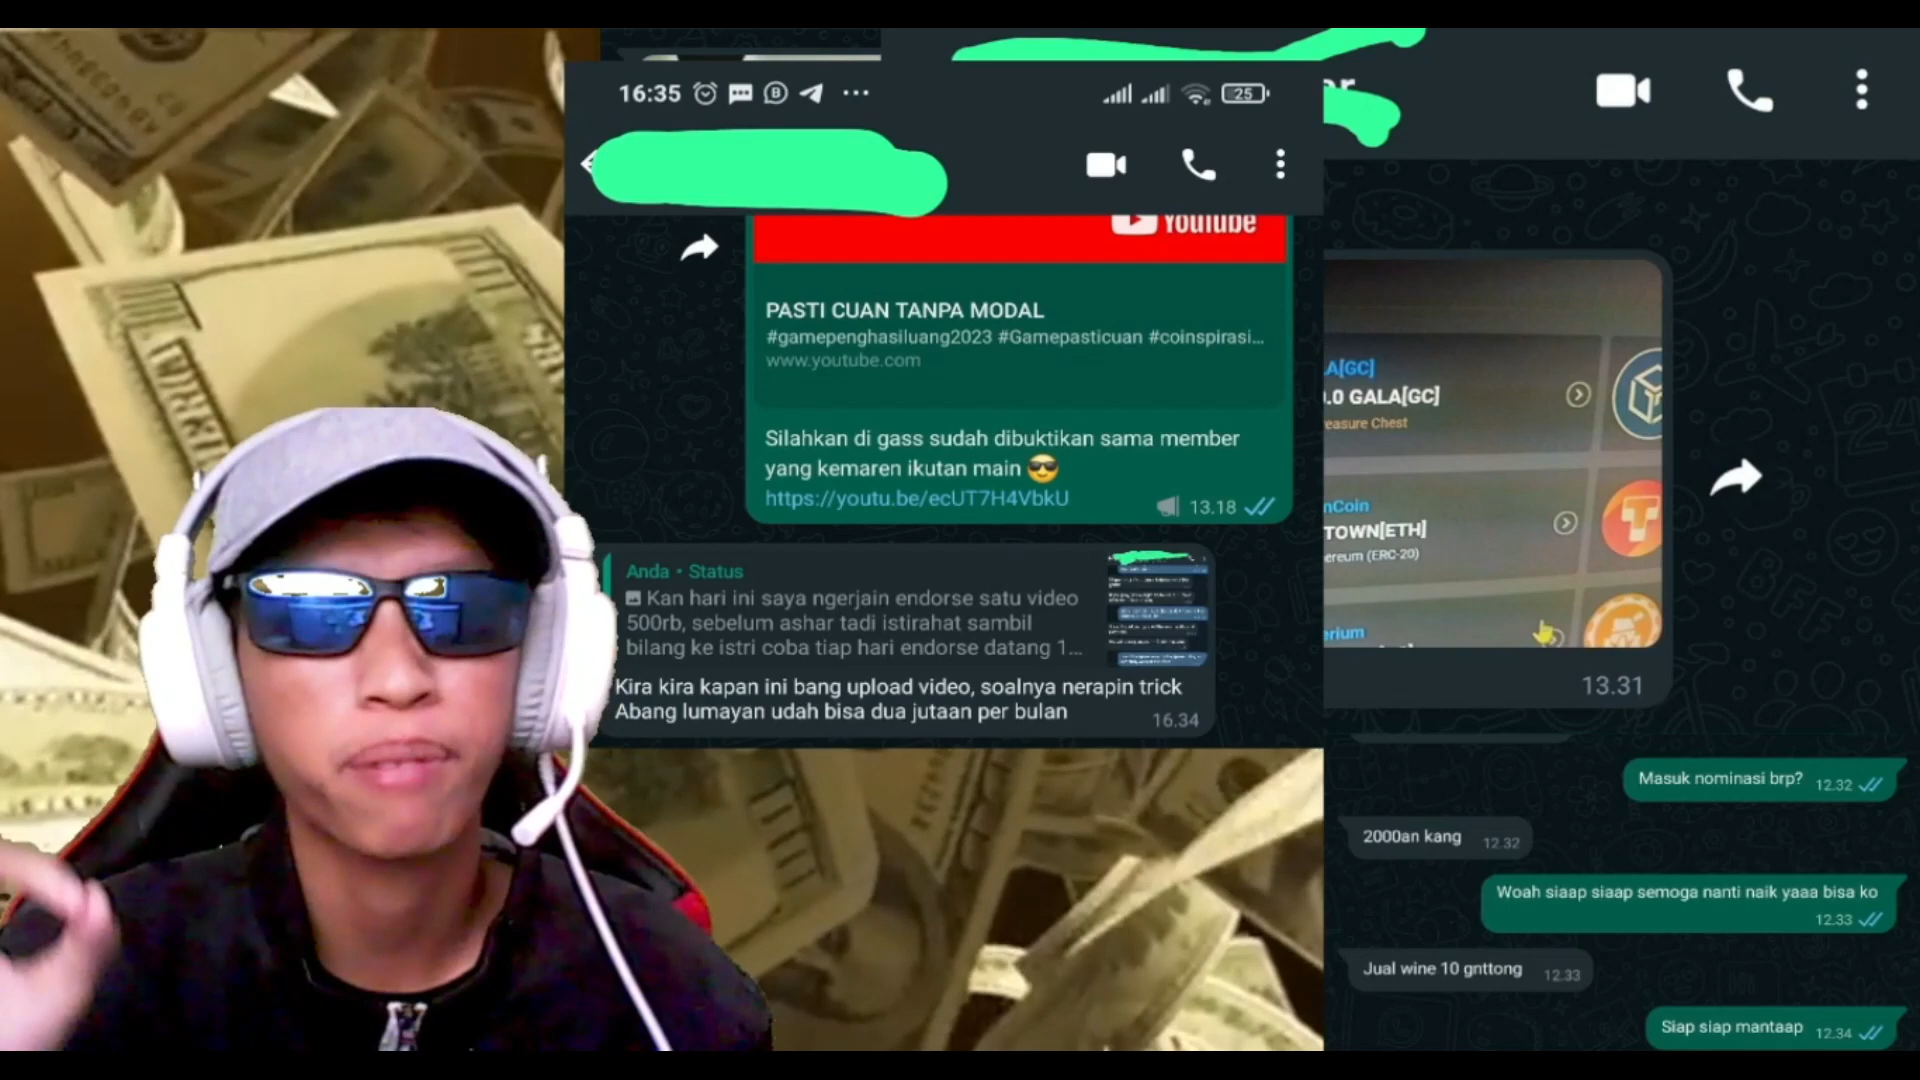 16:35
25
YouTube
PASTI CUAN TANPA MODAL
#gamepenghasiluang2023 #Gamepasticuan #coinspirasi...
www.youtube.com
Silahkan di gass sudah dibuktikan sama member
yang kemaren ikutan main 😎
https://youtu.be/ecUT7H4VbkU
13.18
Anda • Status
Kan hari ini saya ngerjain endorse satu video
500rb, sebelum ashar tadi istirahat sambil
bilang ke istri coba tiap hari endorse datang 1...
Kira kira kapan ini bang upload video, soalnya nerapin trick
Abang lumayan udah bisa dua jutaan per bulan
16.34
A[GC]
.0 GALA[GC]
easure Chest
nCoin
TOWN[ETH]
ereum (ERC-20)
erium
13.31
Masuk nominasi brp? 12.32
2000an kang 12.32
Woah siaap siaap semoga nanti naik yaaa bisa ko
12.33
Jual wine 10 gnttong 12.33
Siap siap mantaap 12.34